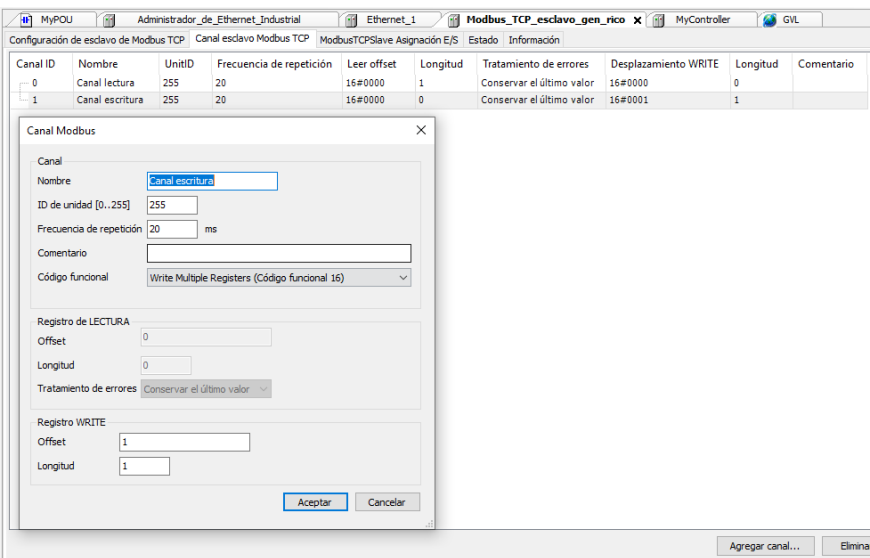 MyPOU Administrador_de_Ethernet_Industrial Ethernet_1 Modbus_TCP_esclavo_gen_rico x MyController GVL
Configuración de esclavo de Modbus TCP Canal esclavo Modbus TCP ModbusTCPSlave Asignación E/S Estado Información
Canal ID Nombre UnitID Frecuencia de repetición Leer offset Longitud Tratamiento de errores Desplazamiento WRITE Longitud Comentario
0 Canal lectura 255 20 16#0000 1 Conservar el último valor 16#0000 0
1 Canal escritura 255 20 16#0000 0 Conservar el último valor 16#0001 1
Canal Modbus
Canal
Nombre Canal escritura
ID de unidad [0..255] 255
Frecuencia de repetición 20 ms
Comentario
Código funcional Write Multiple Registers (Código funcional 16)
Registro de LECTURA
Offset 0
Longitud 0
Tratamiento de errores Conservar el último valor
Registro WRITE
Offset 1
Longitud 1
Aceptar Cancelar
Agregar canal... Elimina